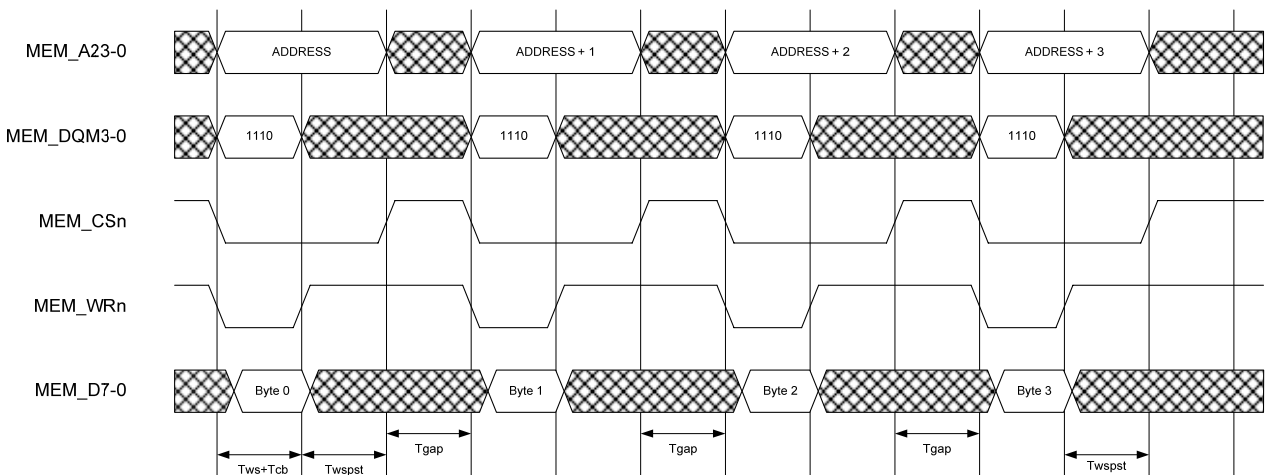 MEM_A23-0 ADDRESS ADDRESS + 1 ADDRESS + 2 ADDRESS + 3
MEM_DQM3-0 1110 1110 1110 1110
MEM_CSn
MEM_WRn
MEM_D7-0 Byte 0 Byte 1 Byte 2 Byte 3
Tgap Tgap Tgap
Tws+Tcb Twspst Twspst